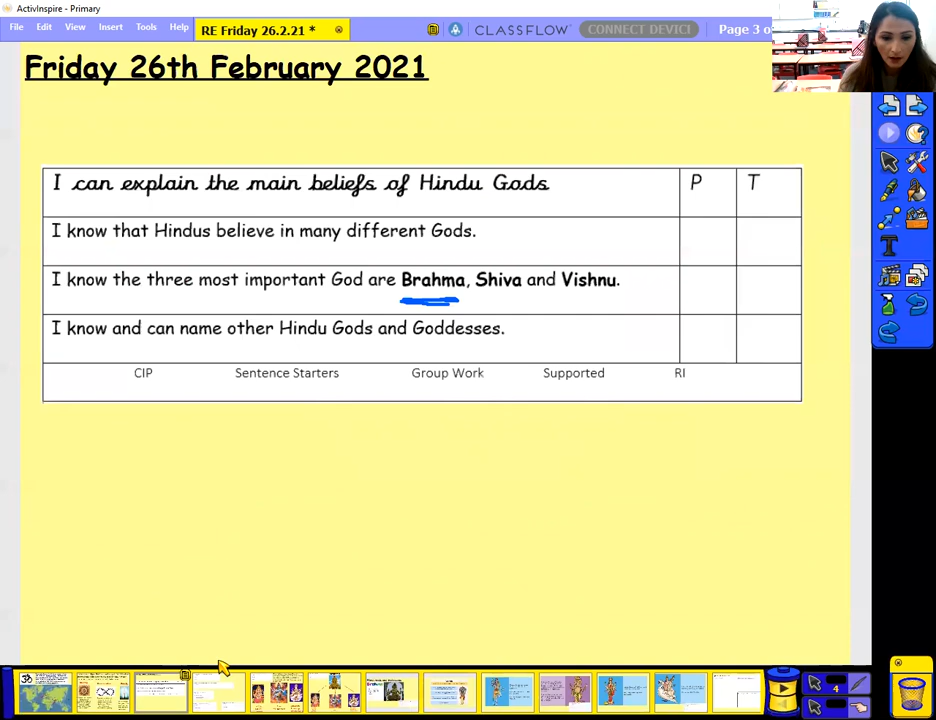 ActivInspire - Primary
File Edit View Insert Tools Help
RE Friday 26.2.21 *
CLASSFLOW CONNECT DEVICI Page 3 o
Friday 26th February 2021
I can explain the main beliefs of Hindu Gods P T
I know that Hindus believe in many different Gods.
I know the three most important God are Brahma, Shiva and Vishnu.
I know and can name other Hindu Gods and Goddesses.
CIP Sentence Starters Group Work Supported RI
4